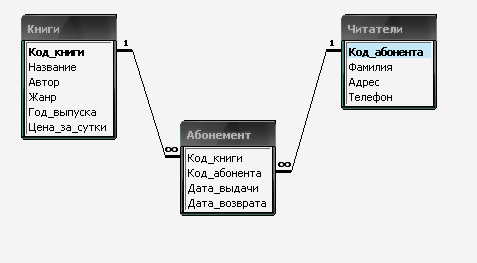 Книги
Код_книги
Название
Автор
Жанр
Год_выпуска
Цена_за_сутки
1
∞
Абонемент
Код_книги
Код_абонента
Дата_выдачи
Дата_возврата
1
∞
Читатели
Код_абонента
Фамилия
Адрес
Телефон